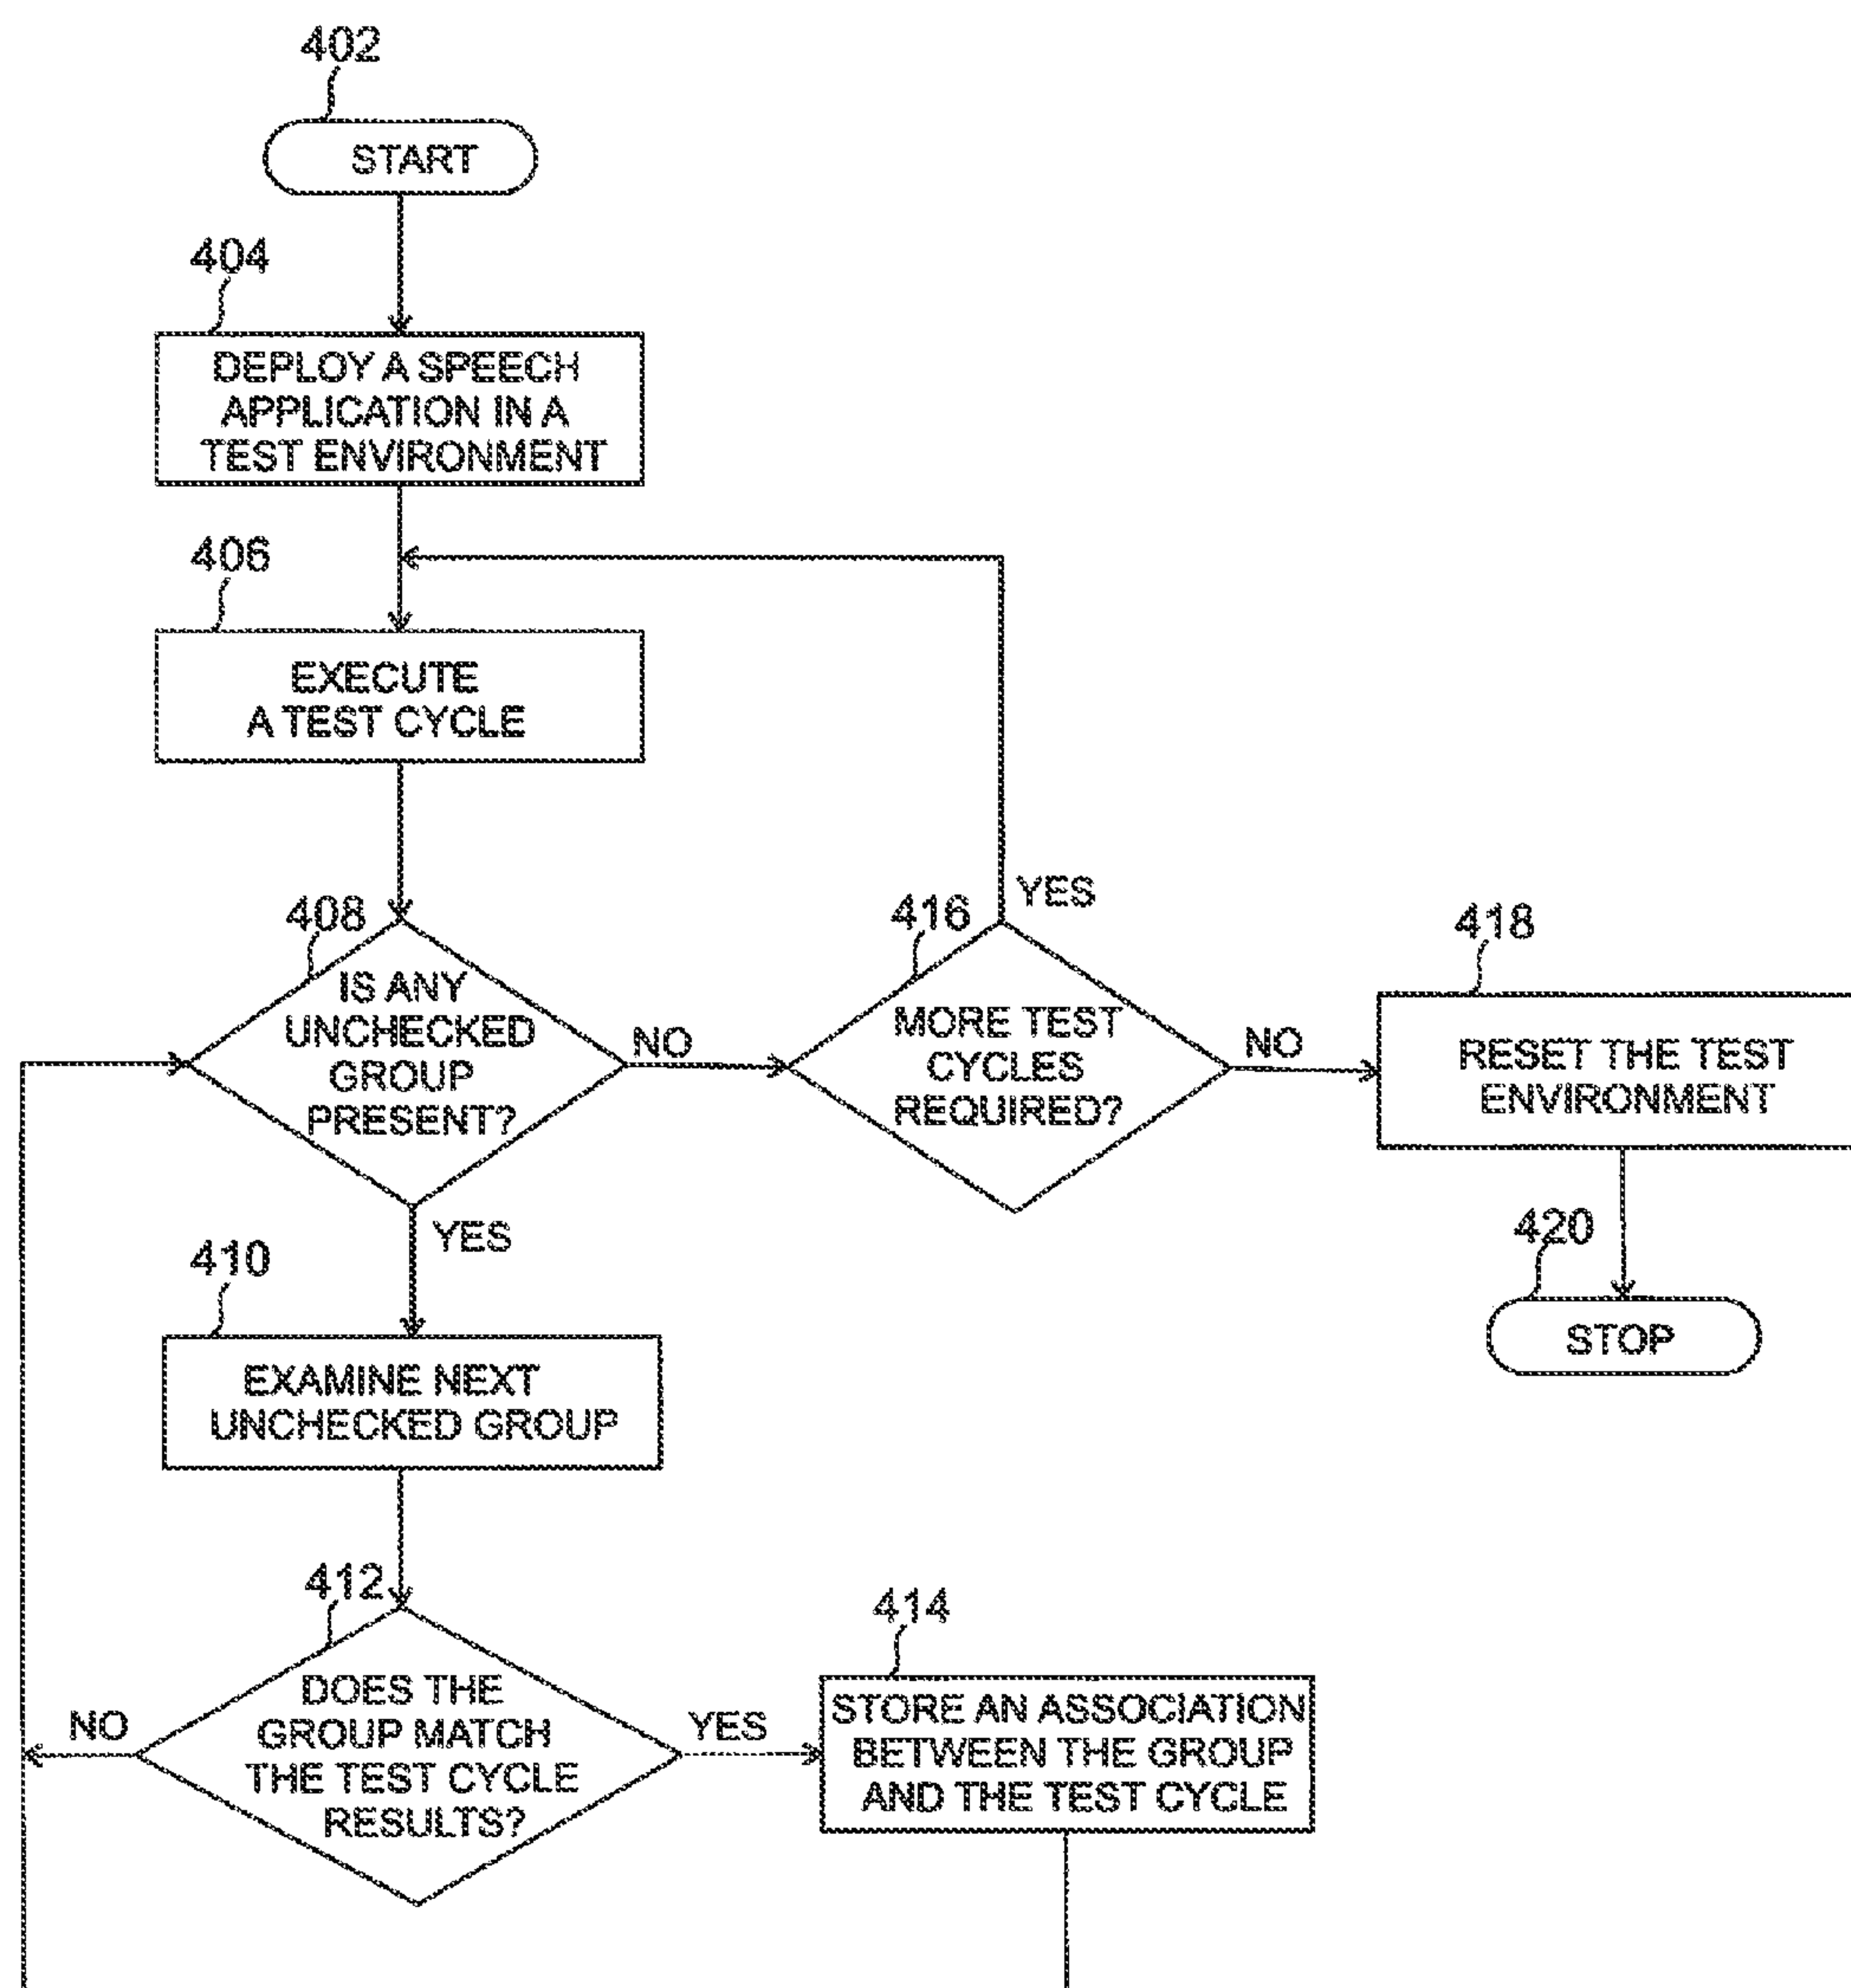 402
START
404
DEPLOY A SPEECH
APPLICATION IN A
TEST ENVIRONMENT
406
EXECUTE
A TEST CYCLE
408
IS ANY
UNCHECKED
GROUP
PRESENT?
NO
YES
416
MORE TEST
CYCLES
REQUIRED?
YES
NO
418
RESET THE TEST
ENVIRONMENT
420
STOP
410
EXAMINE NEXT
UNCHECKED GROUP
412
DOES THE
GROUP MATCH
THE TEST CYCLE
RESULTS?
NO
YES
414
STORE AN ASSOCIATION
BETWEEN THE GROUP
AND THE TEST CYCLE